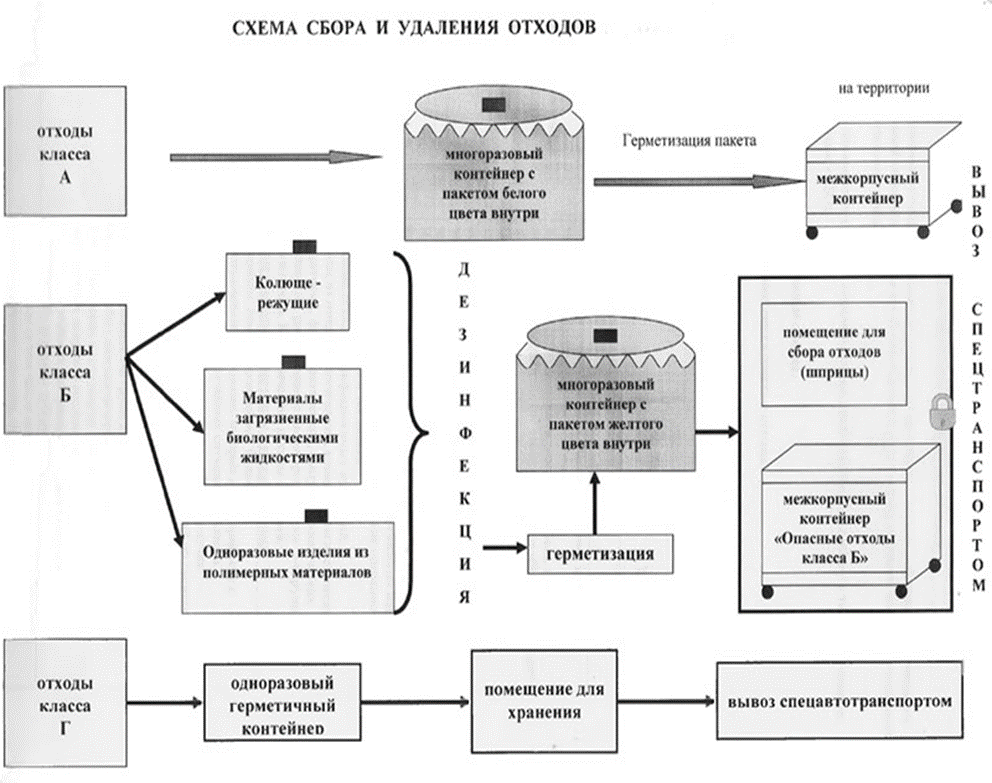 СХЕМА СБОРА И УДАЛЕНИЯ ОТХОДОВ
отходы
класса
А
многоразовый
контейнер с
пакетом белого
цвета внутри
Герметизация пакета
на территории
межкорпусный
контейнер
ВЫВОЗ СПЕЦТРАНСПОРТОМ
отходы
класса
Б
Колюще -
режущие
Материалы
загрязненные
биологическими
жидкостями
Одноразовые изделия из
полимерных материалов
ДЕЗИНФЕКЦИЯ
герметизация
многоразовый
контейнер с
пакетом желтого
цвета внутри
помещение для
сбора отходов
(шприцы)
межкорпусный
контейнер
«Опасные отходы
класса Б»
отходы
класса
Г
одноразовый
герметичный
контейнер
помещение для
хранения
вывоз спецавтотранспортом